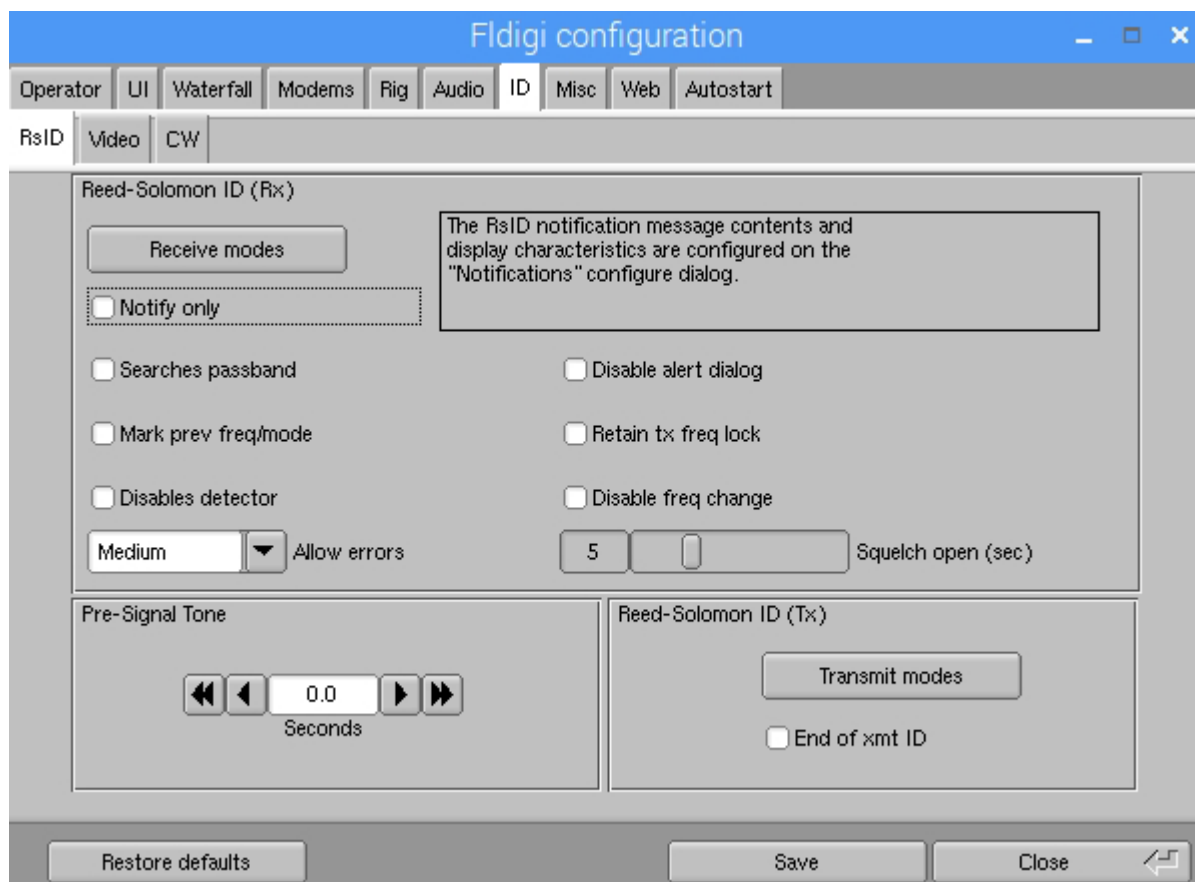 Fldigi configuration
Operator UI Waterfall Modems Rig Audio ID Misc Web Autostart
RsID Video CW
Reed-Solomon ID (Rx)
Receive modes
The RsID notification message contents and
display characteristics are configured on the
"Notifications" configure dialog.
Notify only
Searches passband
Disable alert dialog
Mark prev freq/mode
Retain tx freq lock
Disables detector
Disable freq change
Medium Allow errors
5 Squelch open (sec)
Pre-Signal Tone
0.0
Seconds
Reed-Solomon ID (Tx)
Transmit modes
End of xmt ID
Restore defaults
Save
Close